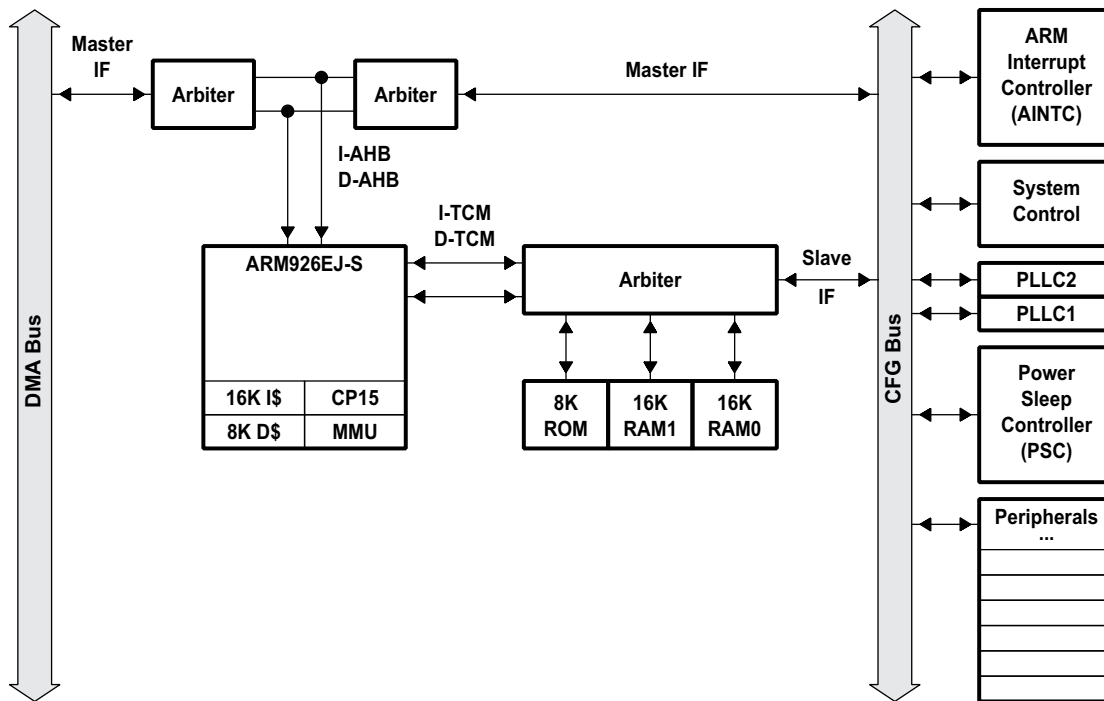 DMA Bus
Master
IF
Arbiter
Arbiter
Master IF
I-AHB
D-AHB
I-TCM
D-TCM
ARM926EJ-S
16K I$
CP15
8K D$
MMU
Arbiter
Slave
IF
8K
ROM
16K
RAM1
16K
RAM0
CFG Bus
ARM
Interrupt
Controller
(AINTC)
System
Control
PLLC2
PLLC1
Power
Sleep
Controller
(PSC)
Peripherals
...